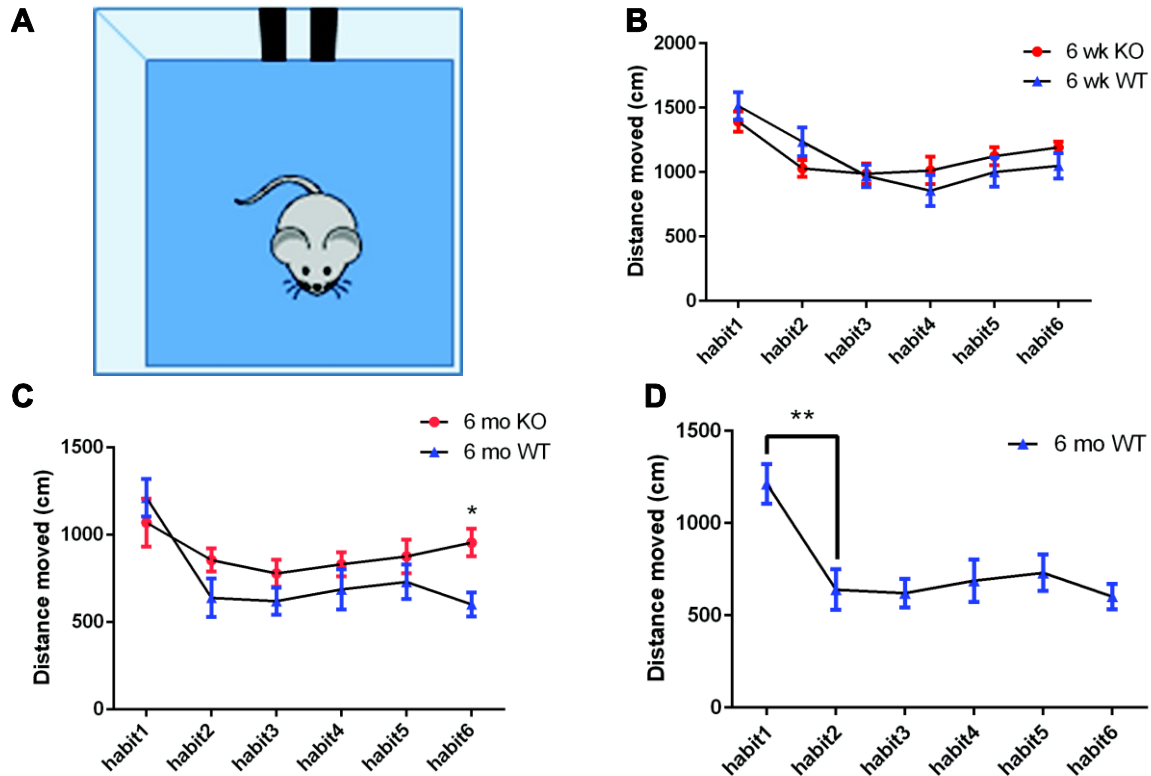 A
B
2000
1500
1000
500
0
Distance moved (cm)
6 wk KO
6 wk WT
habit1
habit2
habit3
habit4
habit5
habit6
C
1500
1000
500
0
Distance moved (cm)
6 mo KO
6 mo WT
*
habit1
habit2
habit3
habit4
habit5
habit6
D
1500
1000
500
0
Distance moved (cm)
**
6 mo WT
habit1
habit2
habit3
habit4
habit5
habit6